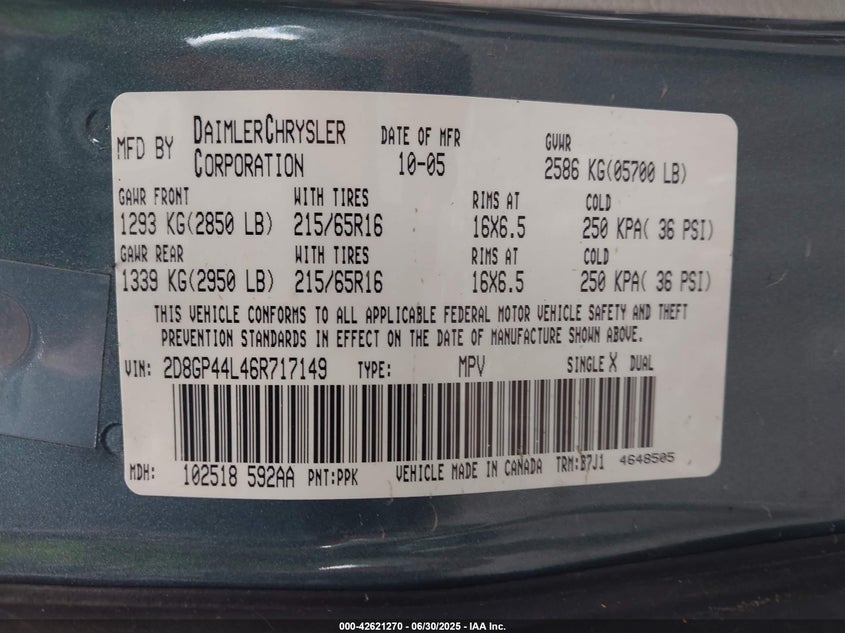 MFD BY DAIMLERCHRYSLER CORPORATION DATE OF MFR 10-05 GVWR 2586 KG(05700 LB)
GAWR FRONT WITH TIRES RIMS AT COLD
1293 KG(2850 LB) 215/65R16 16X6.5 250 KPA( 36 PSI)
GAWR REAR WITH TIRES RIMS AT COLD
1339 KG(2950 LB) 215/65R16 16X6.5 250 KPA( 36 PSI)
THIS VEHICLE CONFORMS TO ALL APPLICABLE FEDERAL MOTOR VEHICLE SAFETY AND THEFT
PREVENTION STANDARDS IN EFFECT ON THE DATE OF MANUFACTURE SHOWN ABOVE.
VIN: 2D8GP44L46R717149 TYPE: MPV SINGLE X DUAL
MDH: 102518 592AA PNT:PPK VEHICLE MADE IN CANADA TRM:B7J1 4648505
000-42621270 - 06/30/2025 - IAA Inc.